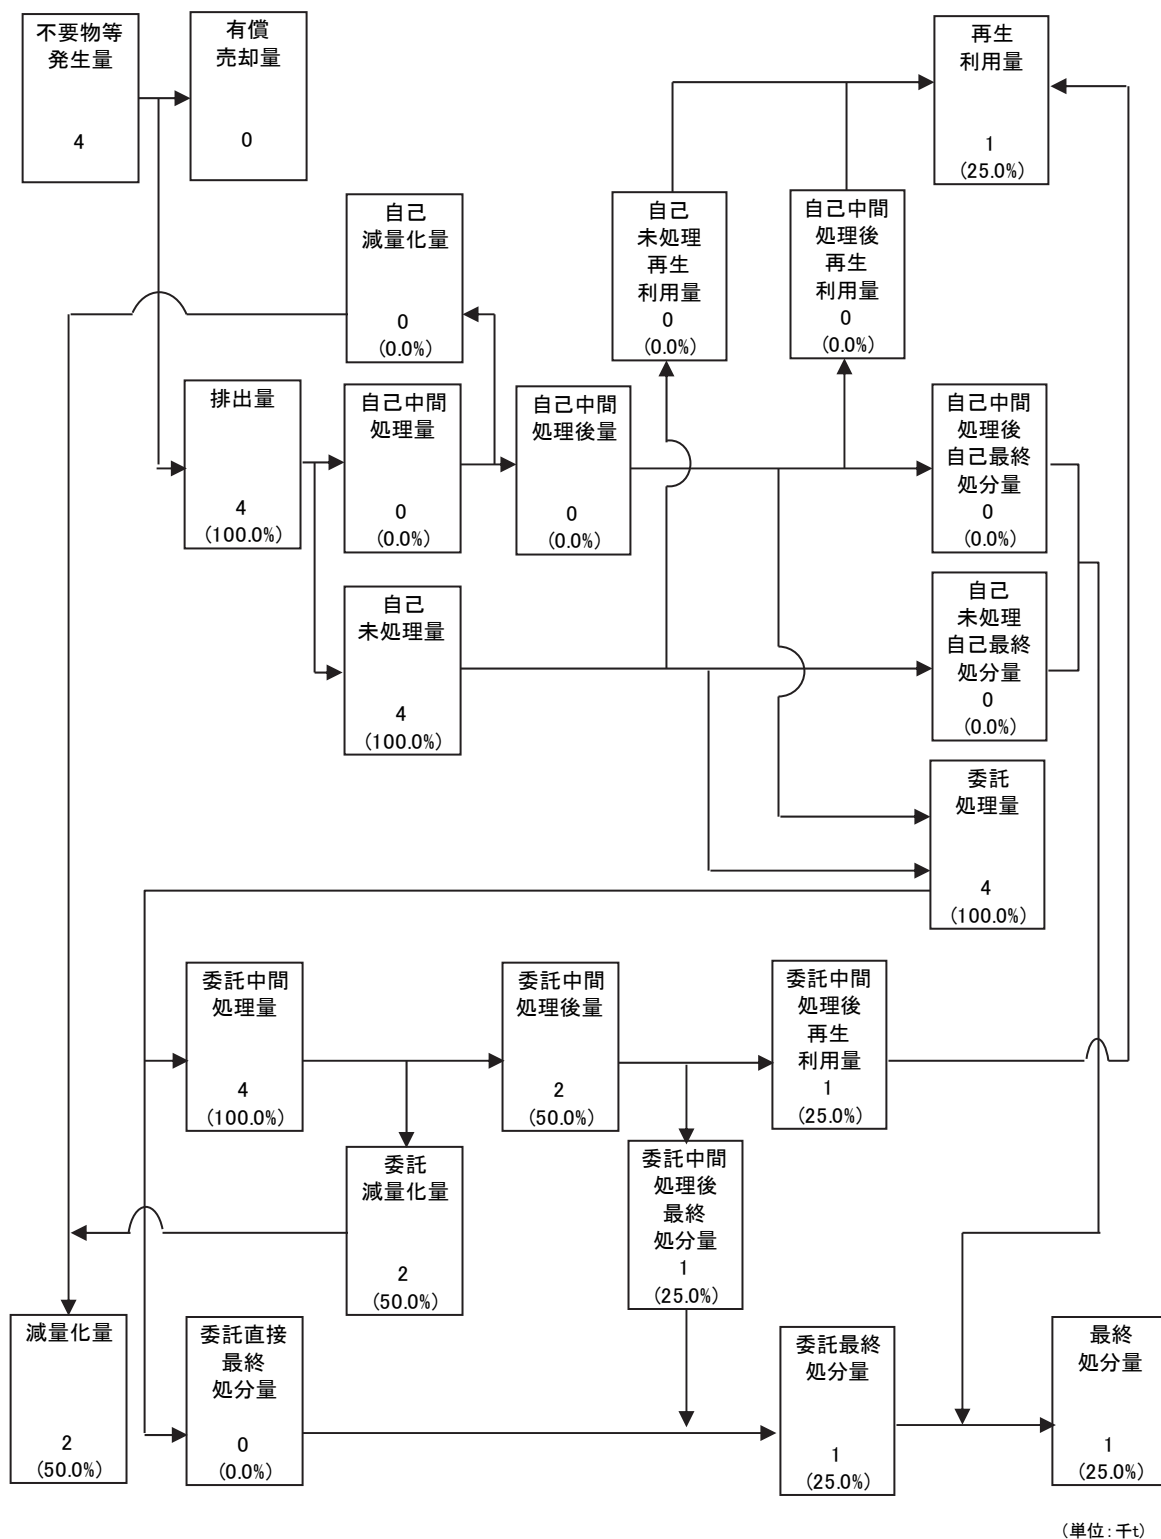 不要物等
発生量
4
有償
売却量
0
再生
利用量
1
(25.0%)
自己
減量化量
0
(0.0%)
自己
未処理
再生
利用量
0
(0.0%)
自己中間
処理後
再生
利用量
0
(0.0%)
排出量
4
(100.0%)
自己中間
処理量
0
(0.0%)
自己中間
処理後量
0
(0.0%)
自己中間
処理後
自己最終
処分量
0
(0.0%)
自己
未処理量
4
(100.0%)
自己
未処理
自己最終
処分量
0
(0.0%)
委託
処理量
4
(100.0%)
委託中間
処理量
4
(100.0%)
委託中間
処理後量
2
(50.0%)
委託中間
処理後
再生
利用量
1
(25.0%)
委託
減量化量
2
(50.0%)
委託中間
処理後
最終
処分量
1
(25.0%)
減量化量
2
(50.0%)
委託直接
最終
処分量
0
(0.0%)
委託最終
処分量
1
(25.0%)
最終
処分量
1
(25.0%)
(単位:千t)